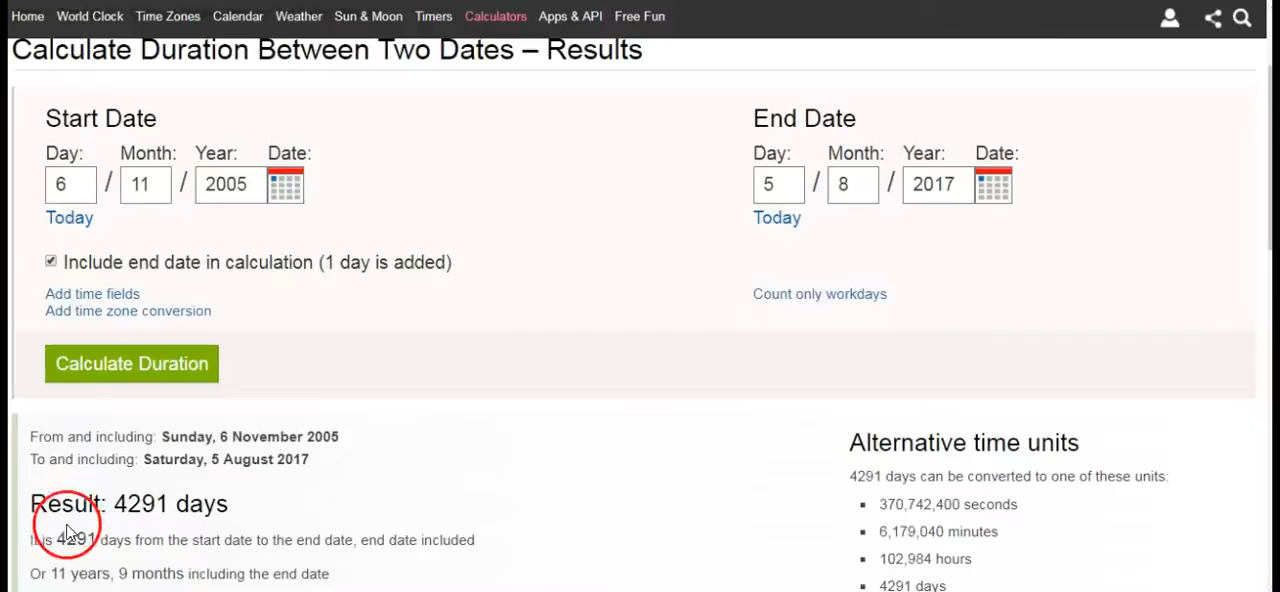 Home World Clock Time Zones Calendar Weather Sun & Moon Timers Calculators Apps & API Free Fun
Calculate Duration Between Two Dates – Results
Start Date
Day: Month: Year: Date:
6 / 11 / 2005
Today
End Date
Day: Month: Year: Date:
5 / 8 / 2017
Today
Include end date in calculation (1 day is added)
Add time fields
Add time zone conversion
Count only workdays
Calculate Duration
From and including: Sunday, 6 November 2005
To and including: Saturday, 5 August 2017
Result: 4291 days
It is 4291 days from the start date to the end date, end date included
Or 11 years, 9 months including the end date
Alternative time units
4291 days can be converted to one of these units:
370,742,400 seconds
6,179,040 minutes
102,984 hours
4291 days